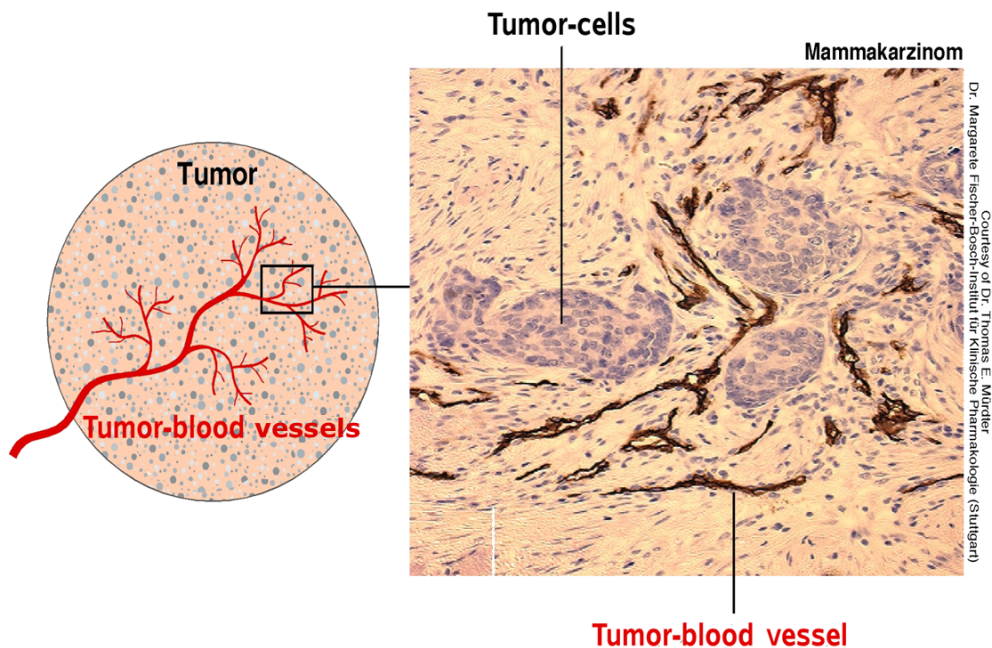 Tumor-cells
Mammakarzinom
Tumor
Tumor-blood vessels
Courtesy of Dr. Thomas E. Mürdter
Dr. Margarete Fischer-Bosch-Institut für Klinische Pharmakologie (Stuttgart)
Tumor-blood vessel